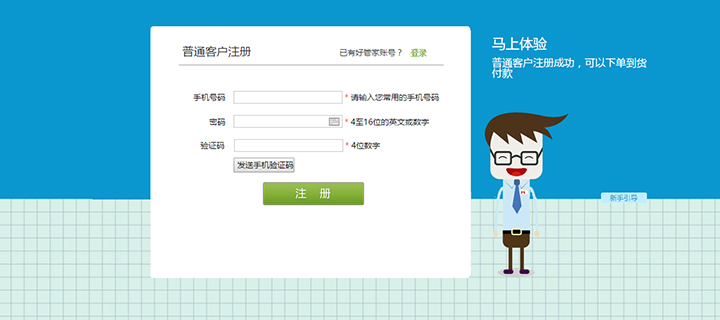 普通客户注册
已有好管家账号？ 登录
手机号码 * 请输入您常用的手机号码
密码 * 4至16位的英文或数字
验证码 * 4位数字
发送手机验证码
注 册
马上体验
普通客户注册成功，可以下单到货
付款
新手引导